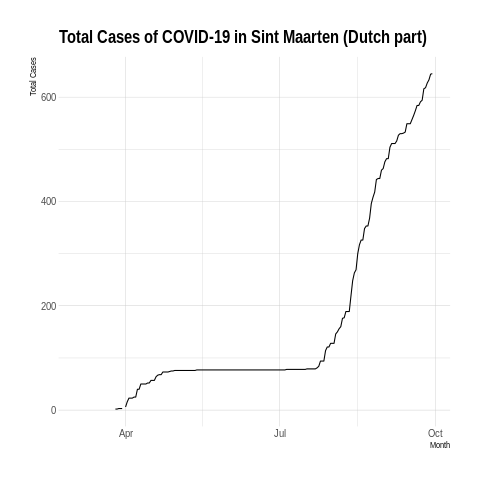 Total Cases of COVID-19 in Sint Maarten (Dutch part)
Total Cases
600
400
200
0
Apr
Jul
Oct
Month